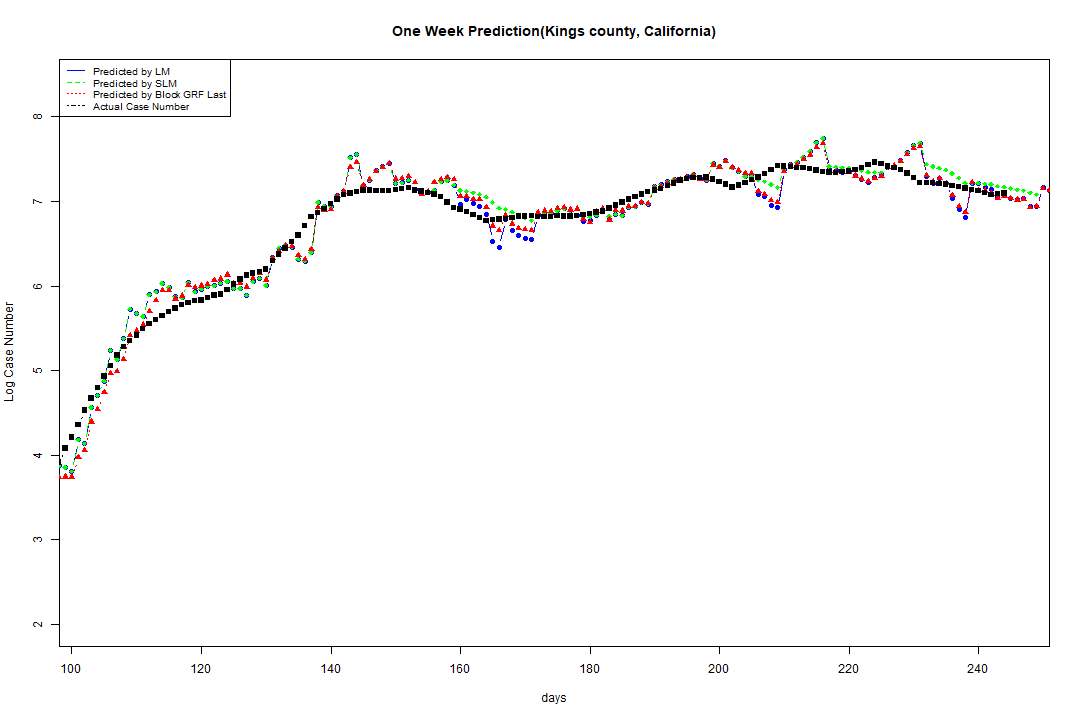 One Week Prediction(Kings county, California)
Predicted by LM
Predicted by SLM
Predicted by Block GRF Last
Actual Case Number
8
7
6
5
4
3
2
Log Case Number
100 120 140 160 180 200 220 240
days